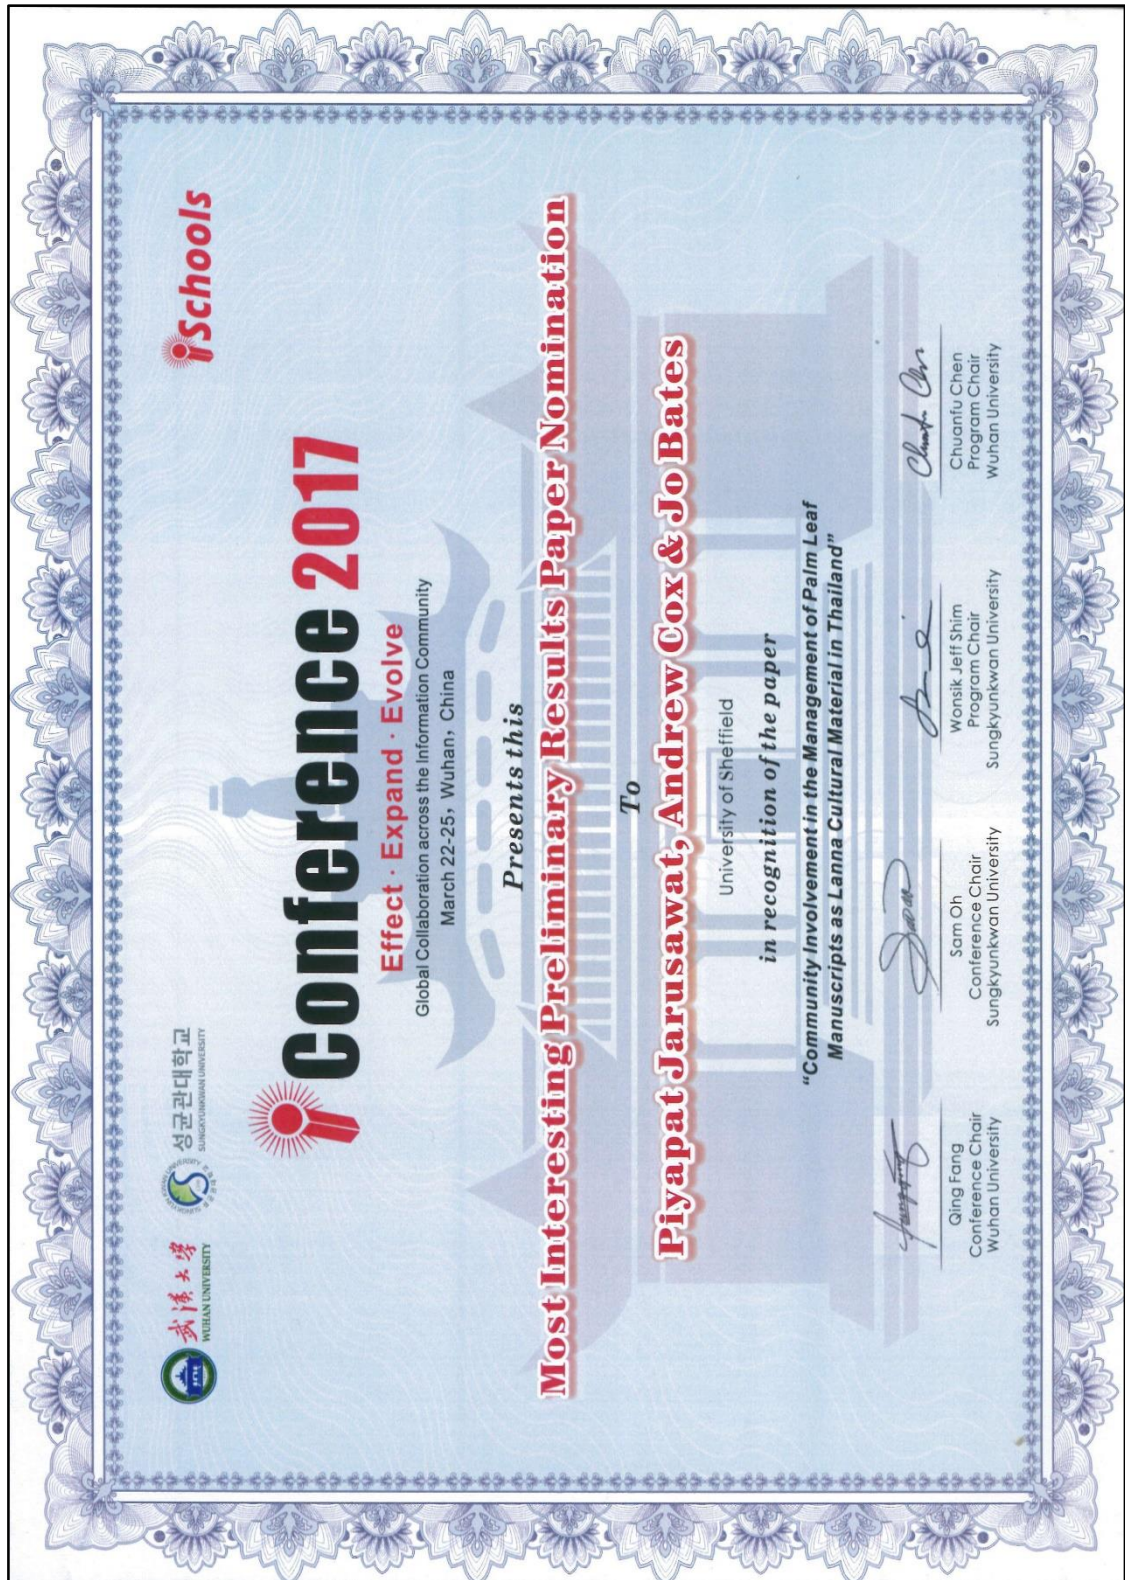 武漢大学
WUHAN UNIVERSITY
성균관대학교
SUNGKYUNKWAN UNIVERSITY
iSchools
iConference 2017
Effect · Expand · Evolve
Global Collaboration across the Information Community
March 22-25, Wuhan, China
Presents this
Most Interesting Preliminary Results Paper Nomination
To
Piyapat Jarusawat, Andrew Cox & Jo Bates
University of Sheffield
in recognition of the paper
“Community Involvement in the Management of Palm Leaf
Manuscripts as Lanna Cultural Material in Thailand”
Qing Fang
Conference Chair
Wuhan University
Sam Oh
Conference Chair
Sungkyunkwan University
Wonsik Jeff Shim
Program Chair
Sungkyunkwan University
Chuanfu Chen
Program Chair
Wuhan University